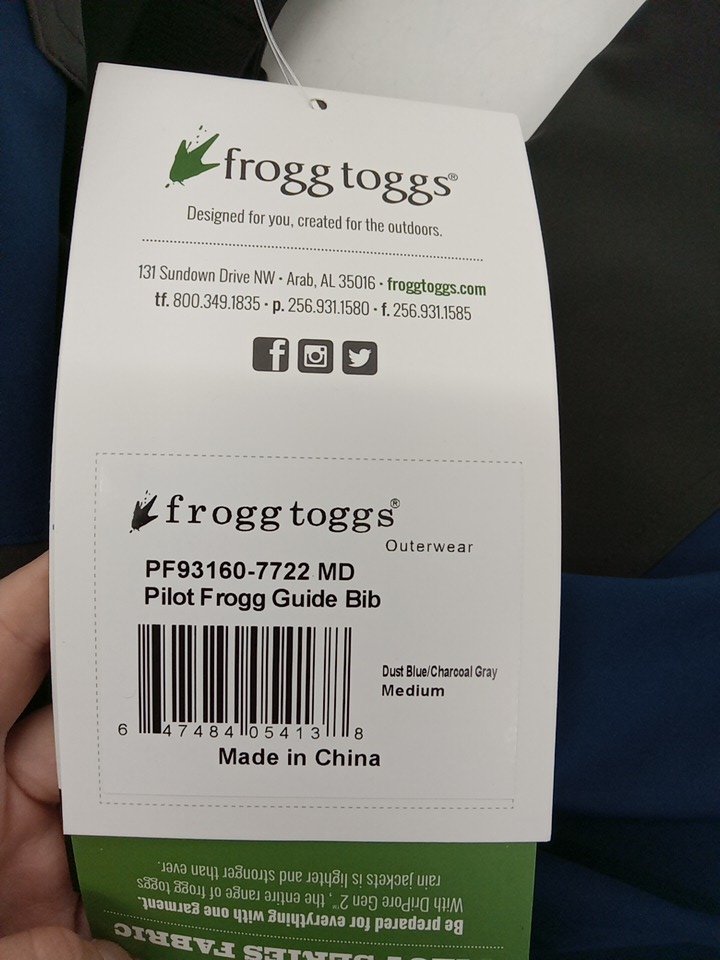 frogg toggs®
Designed for you, created for the outdoors.
131 Sundown Drive NW • Arab, AL 35016 • froggtoggs.com
tf. 800.349.1835 • p. 256.931.1580 • f. 256.931.1585
frogg toggs®
Outerwear
PF93160-7722 MD
Pilot Frogg Guide Bib
Dust Blue/Charcoal Gray
Medium
6 47484 05413 8
Made in China
SERIES FABRIC
Be prepared for everything with one garment.
With DriPore Gen 2™, the entire range of frogg toggs
rain jackets is lighter and stronger than ever.